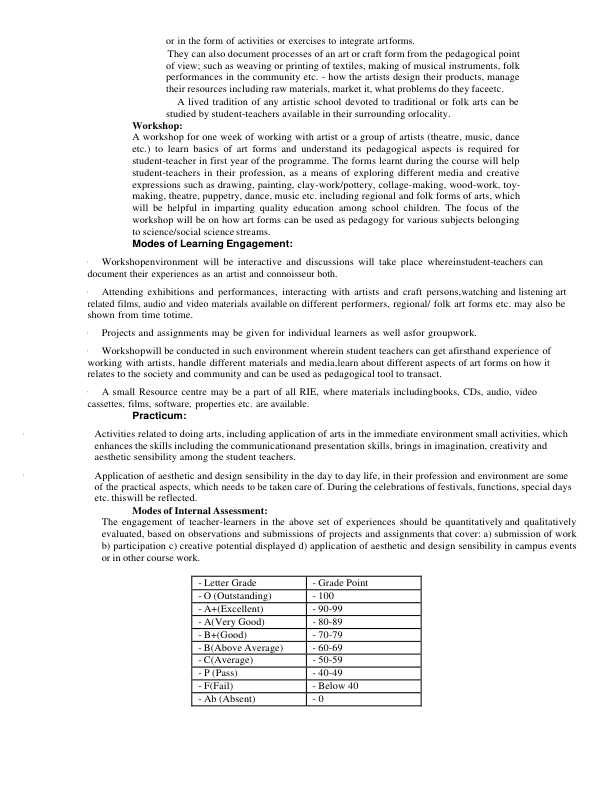 or in the form of activities or exercises to integrate artforms.
They can also document processes of an art or craft form from the pedagogical point
of view; such as weaving or printing of textiles, making of musical instruments, folk
performances in the community etc. - how the artists design their products, manage
their resources including raw materials, market it, what problems do they faceetc.
A lived tradition of any artistic school devoted to traditional or folk arts can be
studied by student-teachers available in their surrounding orlocality.
Workshop:
A workshop for one week of working with artist or a group of artists (theatre, music, dance
etc.) to learn basics of art forms and understand its pedagogical aspects is required for
student-teacher in first year of the programme. The forms learnt during the course will help
student-teachers in their profession, as a means of exploring different media and creative
expressions such as drawing, painting, clay-work/pottery, collage-making, wood-work, toy-
making, theatre, puppetry, dance, music etc. including regional and folk forms of arts, which
will be helpful in imparting quality education among school children. The focus of the
workshop will be on how art forms can be used as pedagogy for various subjects belonging
to science/social science streams.
Modes of Learning Engagement:
· Workshopenvironment will be interactive and discussions will take place whereinstudent-teachers can
document their experiences as an artist and connoisseur both.
· Attending exhibitions and performances, interacting with artists and craft persons,watching and listening art
related films, audio and video materials available on different performers, regional/ folk art forms etc. may also be
shown from time totime.
· Projects and assignments may be given for individual learners as well asfor groupwork.
· Workshopwill be conducted in such environment wherein student teachers can get afirsthand experience of
working with artists, handle different materials and media,learn about different aspects of art forms on how it
relates to the society and community and can be used as pedagogical tool to transact.
· A small Resource centre may be a part of all RIE, where materials includingbooks, CDs, audio, video
cassettes, films, software, properties etc. are available.
Practicum:
· Activities related to doing arts, including application of arts in the immediate environment small activities, which
enhances the skills including the communicationand presentation skills, brings in imagination, creativity and
aesthetic sensibility among the student teachers.
· Application of aesthetic and design sensibility in the day to day life, in their profession and environment are some
of the practical aspects, which needs to be taken care of. During the celebrations of festivals, functions, special days
etc. thiswill be reflected.
Modes of Internal Assessment:
The engagement of teacher-learners in the above set of experiences should be quantitatively and qualitatively
evaluated, based on observations and submissions of projects and assignments that cover: a) submission of work
b) participation c) creative potential displayed d) application of aesthetic and design sensibility in campus events
or in other course work.
- Letter Grade - Grade Point
- O (Outstanding) - 100
- A+(Excellent) - 90-99
- A(Very Good) - 80-89
- B+(Good) - 70-79
- B(Above Average) - 60-69
- C(Average) - 50-59
- P (Pass) - 40-49
- F(Fail) - Below 40
- Ab (Absent) - 0